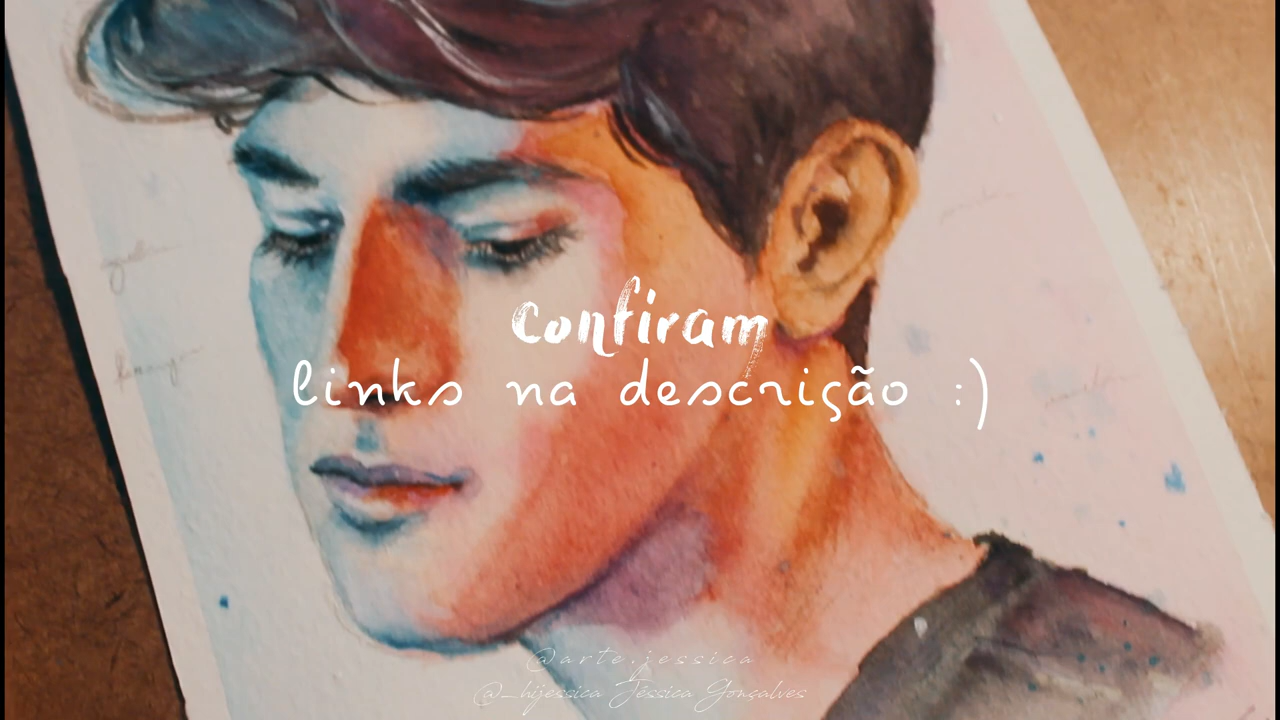 Confiram
links na descrição :)
@arte.jessica
@_hijessica Jéssica Gonçalves